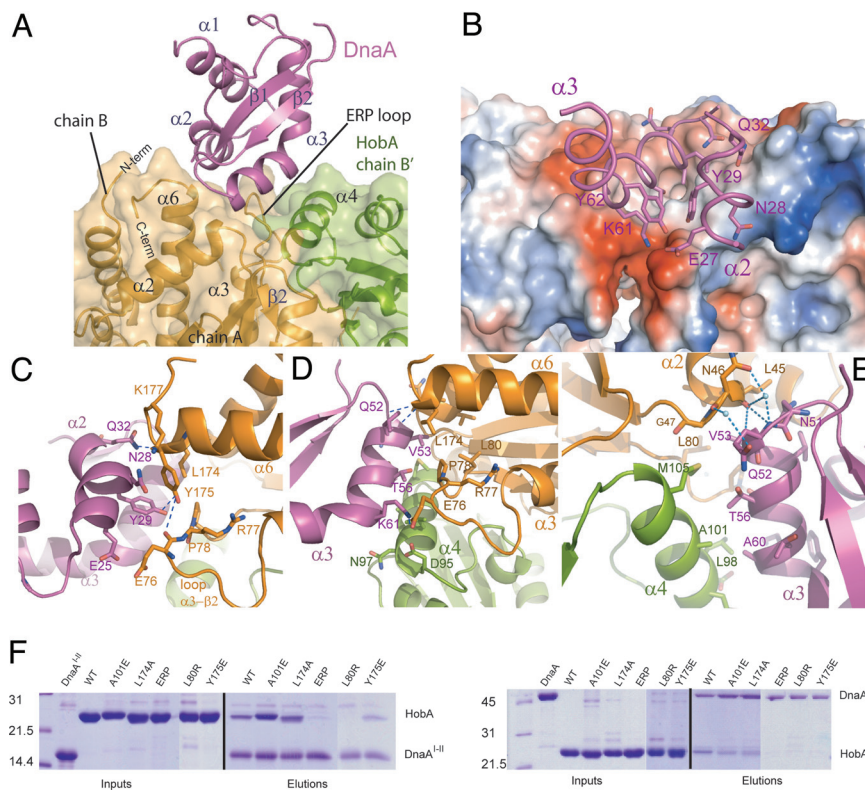 A
α1
DnaA
chain B
N-term
α2
β1
β2
α3
ERP loop
HobA
chain B'
α6
α4
C-term
α2
α3
β2
chain A
B
α3
Q32
Y29
Y62
N28
K61
E27
α2
C
K177
α2
Q32
N28
L174
α6
Y175
Y29
P78
R77
E25
α3
E76
loop
α3–β2
D
α6
Q52
L174
V53
L80
P78
T56
R77
E76
K61
α3
α3
α4
N97
D95
E
α2
N46
L45
G47
N51
L80
V53
M105
Q52
T56
A101
A60
L98
α4
α3
F
DnaA I-II
WT
A101E
L174A
ERP
L80R
Y175E
WT
A101E
L174A
ERP
L80R
Y175E
31
21.5
14.4
HobA
DnaA I-II
Inputs
Elutions
DnaA
WT
A101E
L174A
ERP
L80R
Y175E
WT
A101E
L174A
ERP
L80R
Y175E
45
31
21.5
DnaA
HobA
Inputs
Elutions